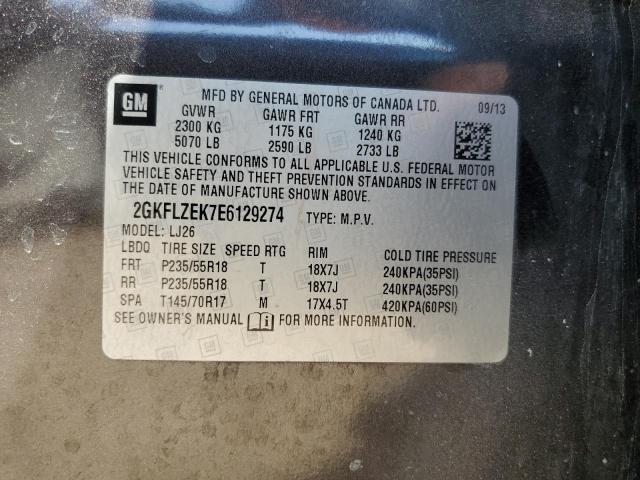 GM MFD BY GENERAL MOTORS OF CANADA LTD. 09/13
GVWR GAWR FRT GAWR RR
2300 KG 1175 KG 1240 KG
5070 LB 2590 LB 2733 LB
THIS VEHICLE CONFORMS TO ALL APPLICABLE U.S. FEDERAL MOTOR
VEHICLE SAFETY AND THEFT PREVENTION STANDARDS IN EFFECT ON
THE DATE OF MANUFACTURE SHOWN ABOVE.
2GKFLZEK7E6129274 TYPE: M.P.V.
MODEL: LJ26
LBDQ TIRE SIZE SPEED RTG RIM COLD TIRE PRESSURE
FRT P235/55R18 T 18X7J 240KPA(35PSI)
RR P235/55R18 T 18X7J 240KPA(35PSI)
SPA T145/70R17 M 17X4.5T 420KPA(60PSI)
SEE OWNER'S MANUAL FOR MORE INFORMATION.